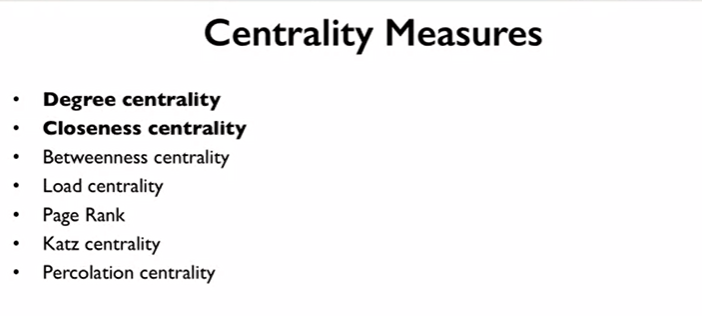 Centrality Measures
• Degree centrality
• Closeness centrality
• Betweenness centrality
• Load centrality
• Page Rank
• Katz centrality
• Percolation centrality